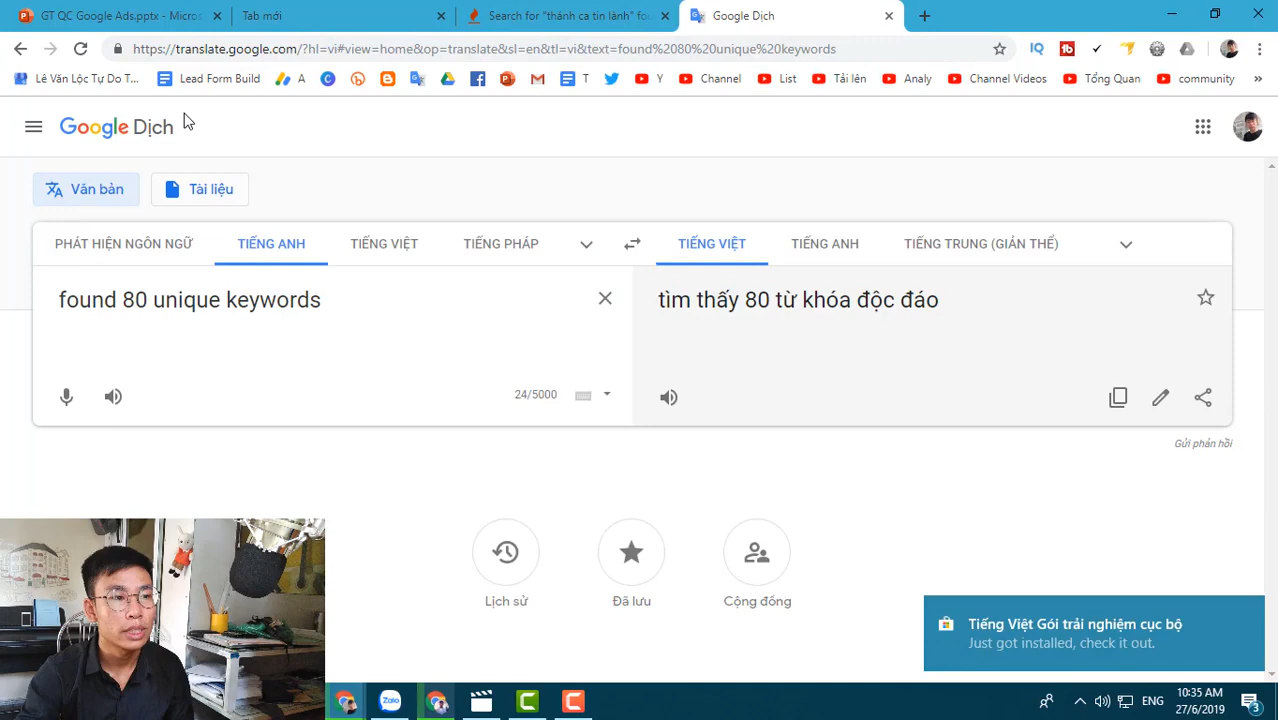 GT QC Google Ads.pptx - Micros
Tab mới
Search for "thánh ca tin lành" fou
Google Dịch
https://translate.google.com/?hl=vi#view=home&op=translate&sl=en&tl=vi&text=found%2080%20unique%20keywords
Lê Văn Lộc Tự Do T...
Lead Form Build
A
T
Y
Channel
List
Tải lên
Analy
Channel Videos
Tổng Quan
community
»
Google Dịch
Văn bản
Tài liệu
PHÁT HIỆN NGÔN NGỮ
TIẾNG ANH
TIẾNG VIỆT
TIẾNG PHÁP
TIẾNG VIỆT
TIẾNG ANH
TIẾNG TRUNG (GIẢN THỂ)
found 80 unique keywords
tìm thấy 80 từ khóa độc đáo
24/5000
Gửi phản hồi
Lịch sử
Đã lưu
Cộng đồng
Tiếng Việt Gói trải nghiệm cục bộ
Just got installed, check it out.
Zalo
ENG
10:35 AM
27/6/2019
3